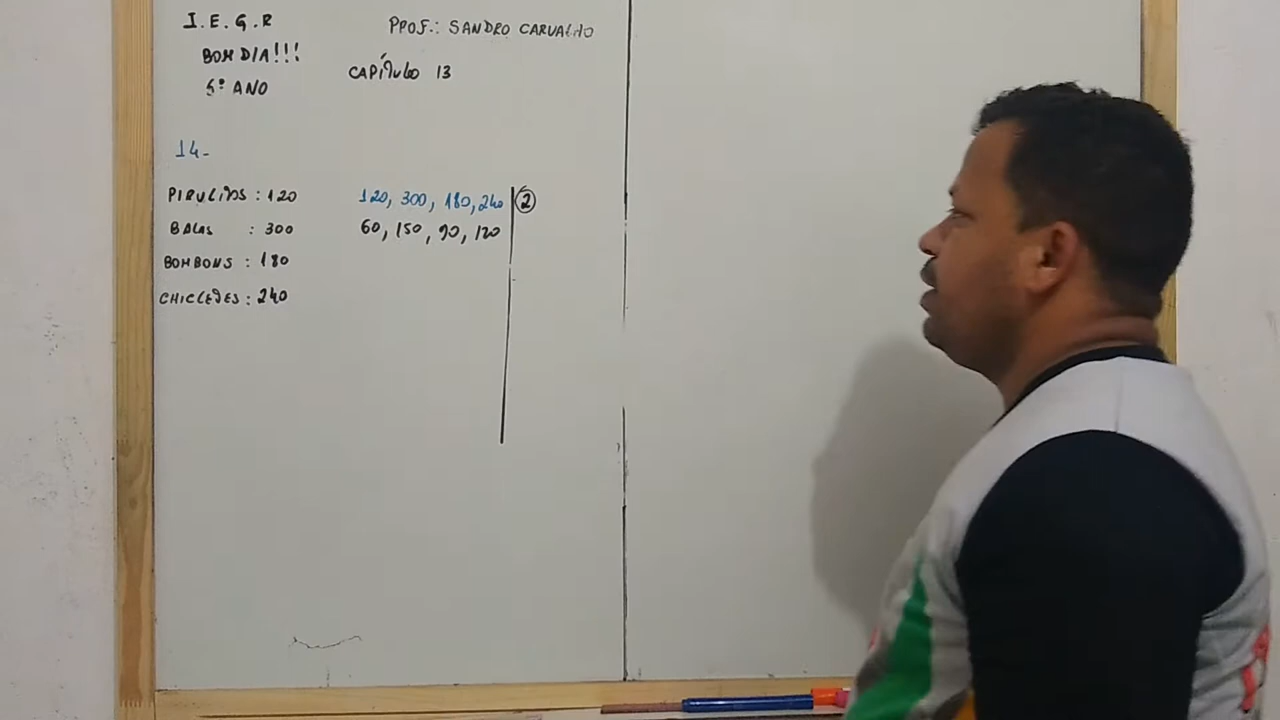 I.E.G.R
PROF.: SANDRO CARVALHO
BOM DIA!!!
CAPÍTULO 13
5º ANO
14-
PIRULITOS : 120
120, 300, 180, 240 | 2
BALAS : 300
60, 150, 90, 120
BOMBONS : 180
CHICLETES : 240